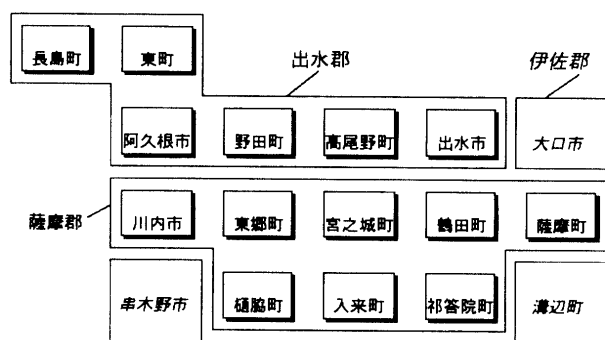 長島町 東町
出水郡 伊佐郡
阿久根市 野田町 高尾野町 出水市 大口市
薩摩郡
川内市 東郷町 宮之城町 鶴田町 薩摩町
串木野市 樋脇町 入来町 祁答院町 溝辺町